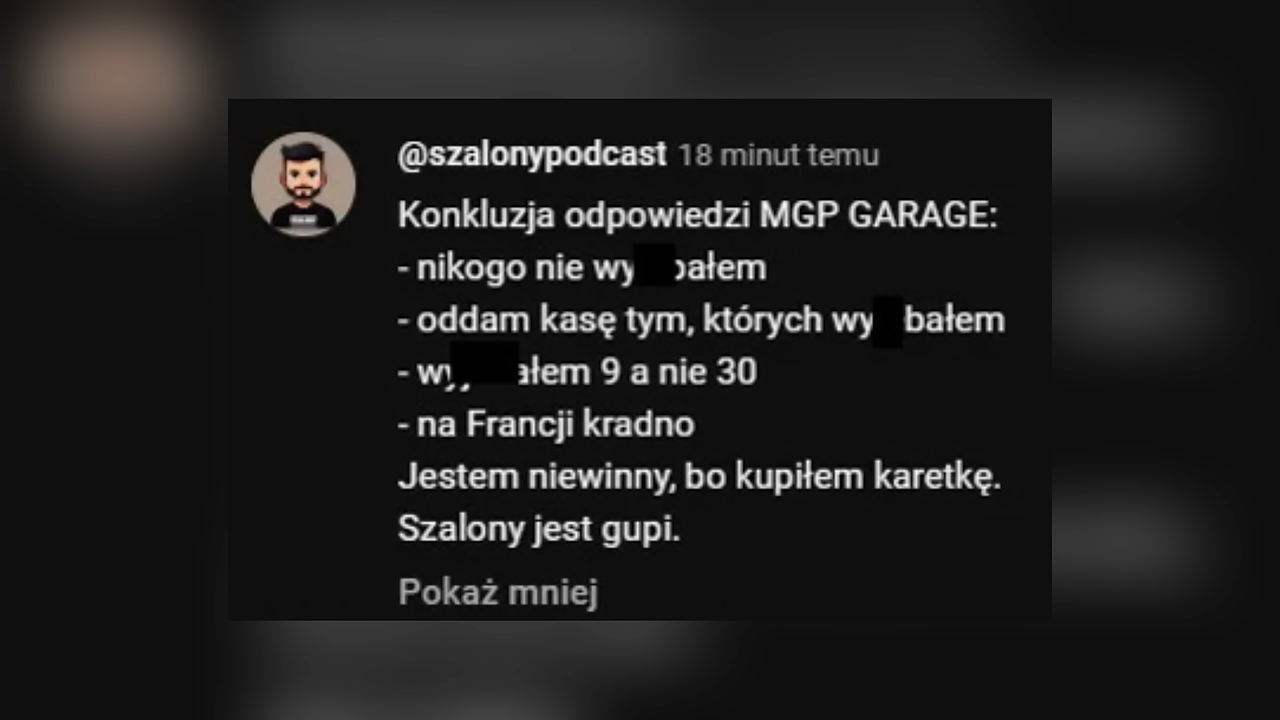 @szalonypodcast 18 minut temu
Konkluzja odpowiedzi MGP GARAGE:
- nikogo nie
- oddam kasę tym, których
- 9 a nie 30
- na Francji kradno
Jestem niewinny, bo kupiłem karetkę.
Szalony jest gupi.
Pokaż mniej